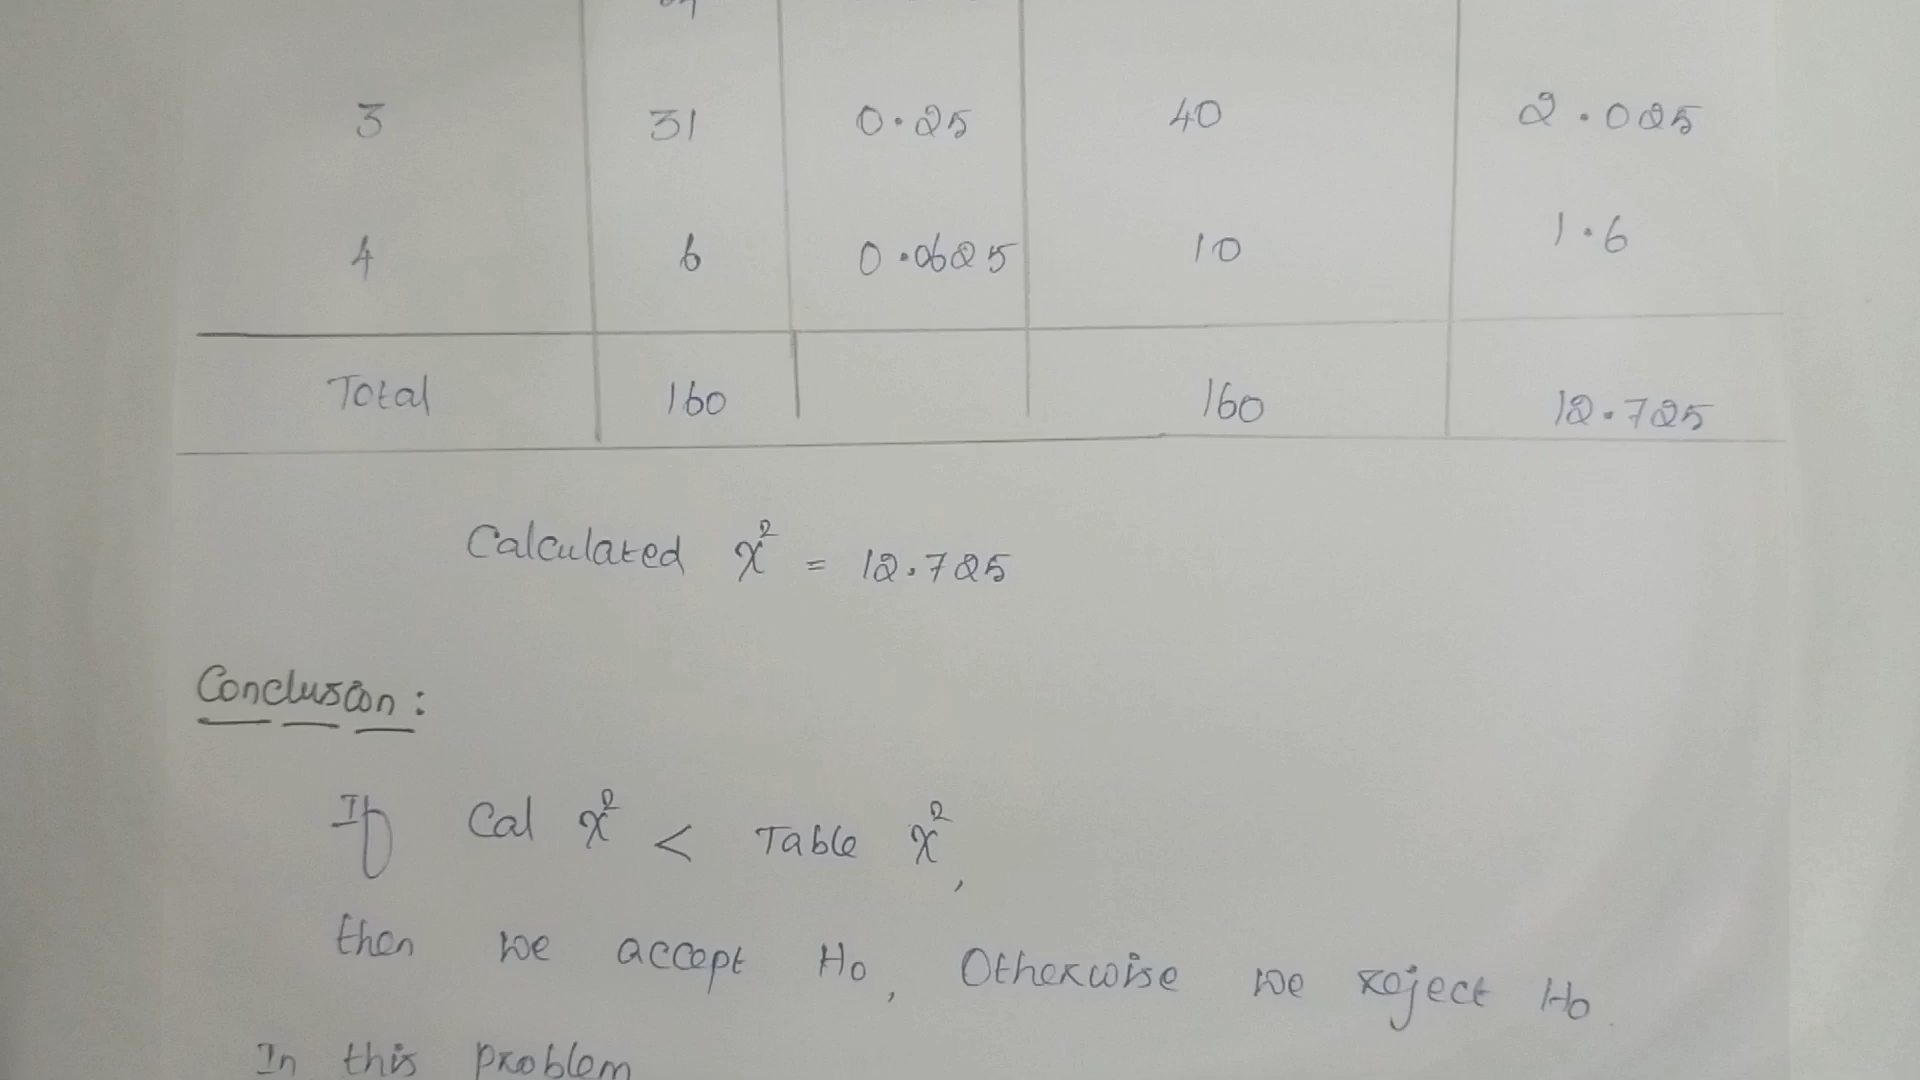 3 31 0.25 40 2.025
4 6 0.0625 10 1.6
Total 160 160 12.725
Calculated χ² = 12.725
Conclusion:
If Cal χ² < Table χ²,
then we accept H₀, Otherwise we reject H₀.
In this problem